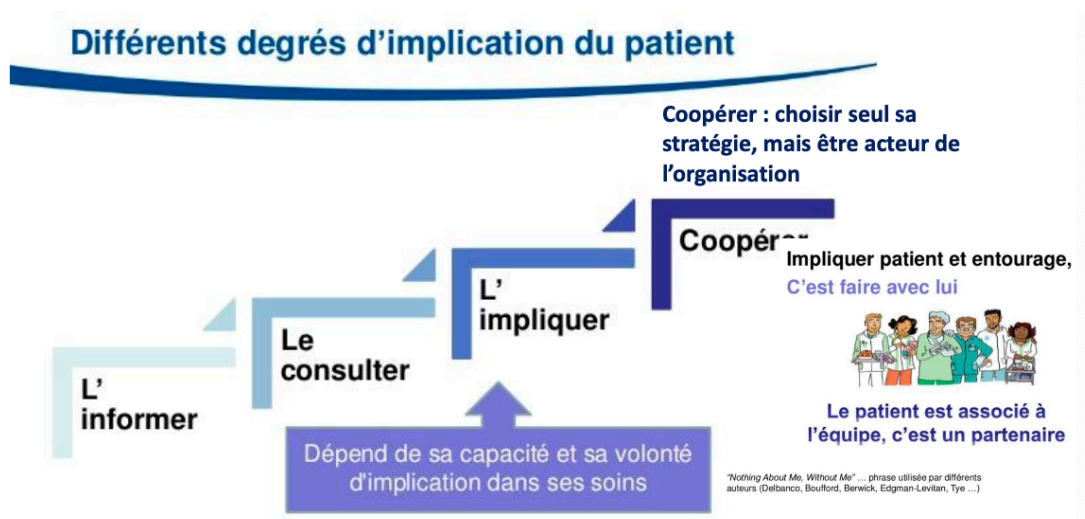 Différents degrés d'implication du patient
Coopérer : choisir seul sa
stratégie, mais être acteur de
l'organisation
Coopérer
Impliquer patient et entourage,
C'est faire avec lui
L'
impliquer
Le
consulter
L'
informer
Dépend de sa capacité et sa volonté
d'implication dans ses soins
Le patient est associé à
l'équipe, c'est un partenaire
"Nothing About Me, Without Me" … phrase utilisée par différents
auteurs (Delbanco, Boufford, Berwick, Edgman-Levitan, Tye …)